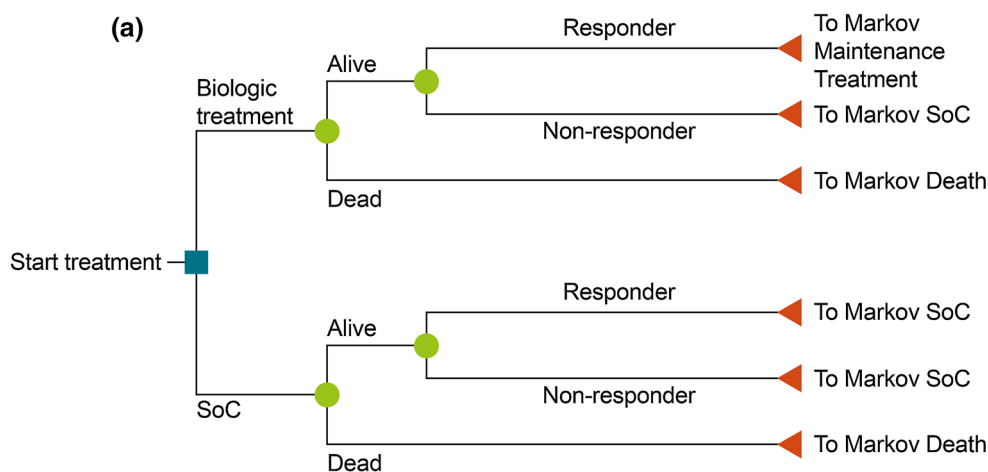 (a)
Responder
To Markov
Maintenance
Treatment
Alive
Biologic
treatment
To Markov SoC
Non-responder
To Markov Death
Dead
Start treatment
Responder
To Markov SoC
Alive
To Markov SoC
Non-responder
SoC
To Markov Death
Dead